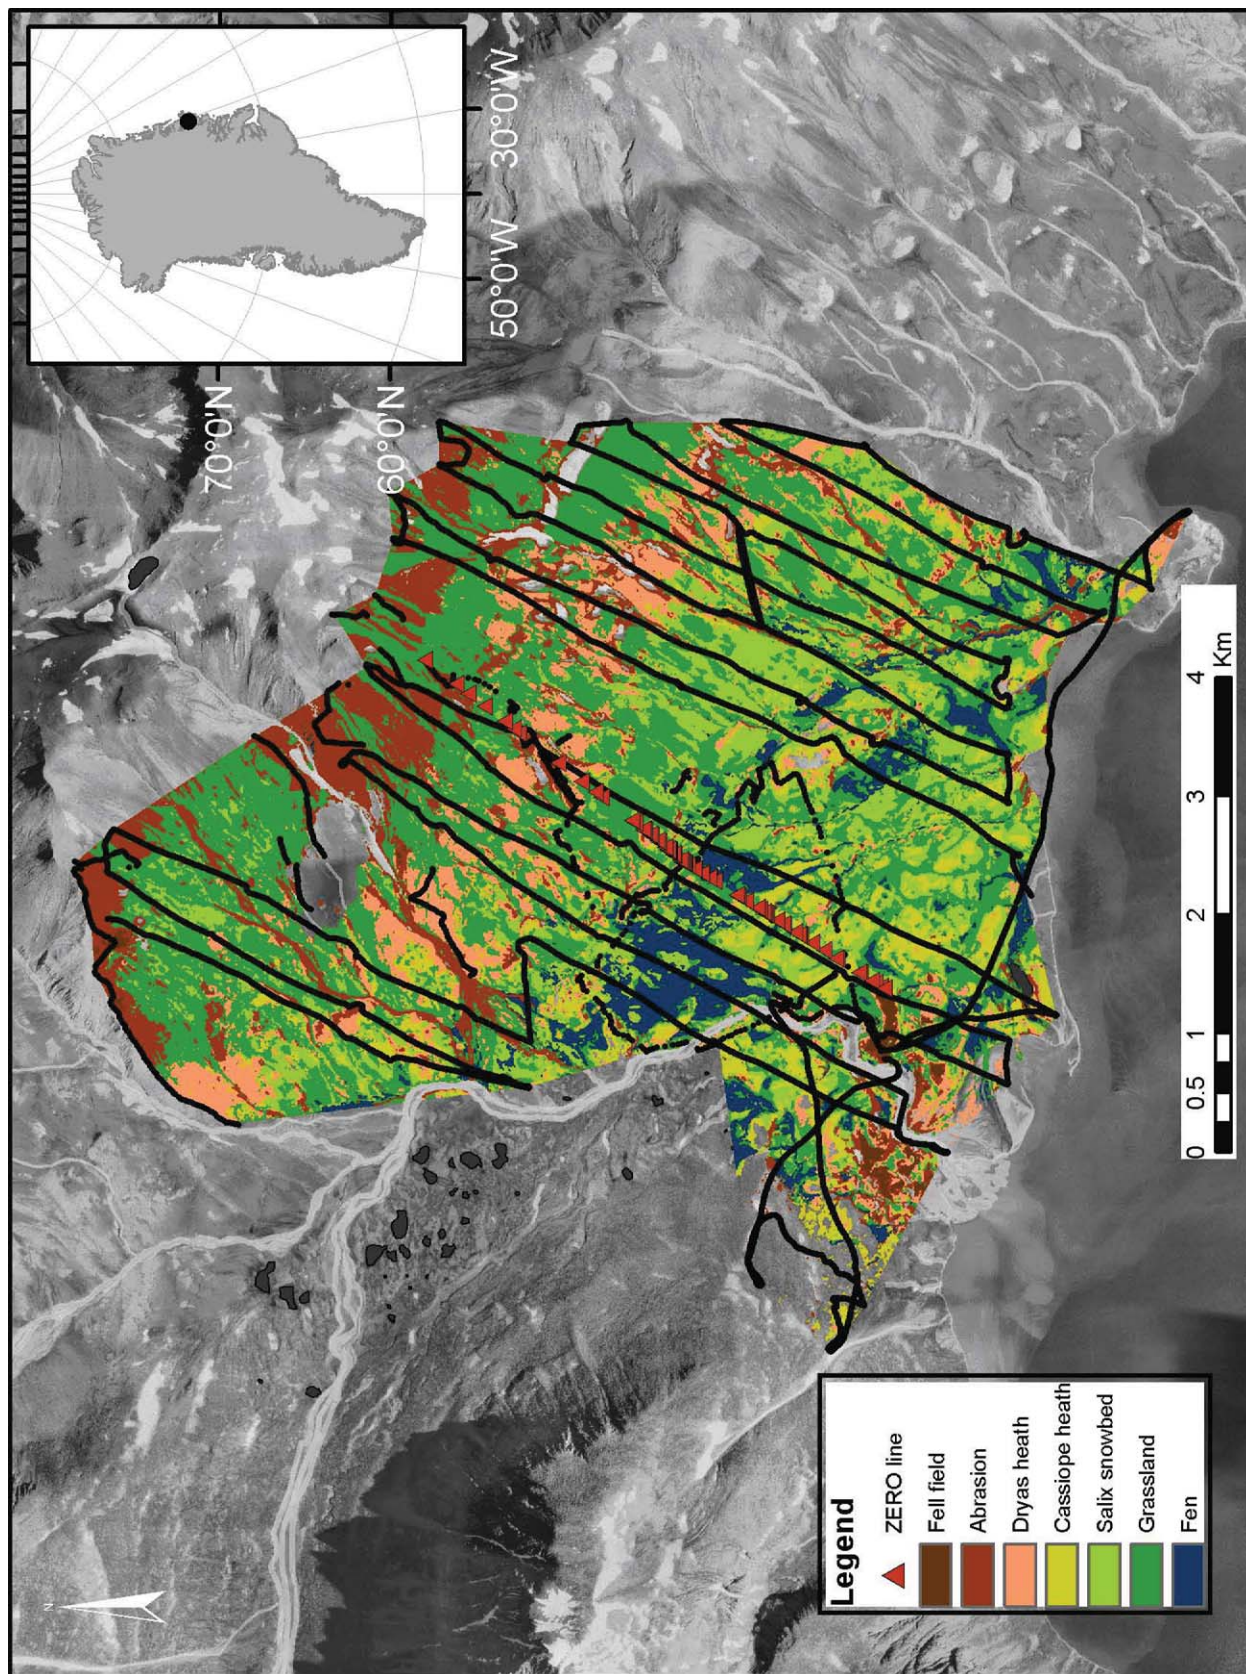 N
70°0'N
60°0'N
50°0'W
30°0'W
Legend
ZERO line
Fell field
Abrasion
Dryas heath
Cassiope heath
Salix snowbed
Grassland
Fen
0 0.5 1 2 3 4
Km